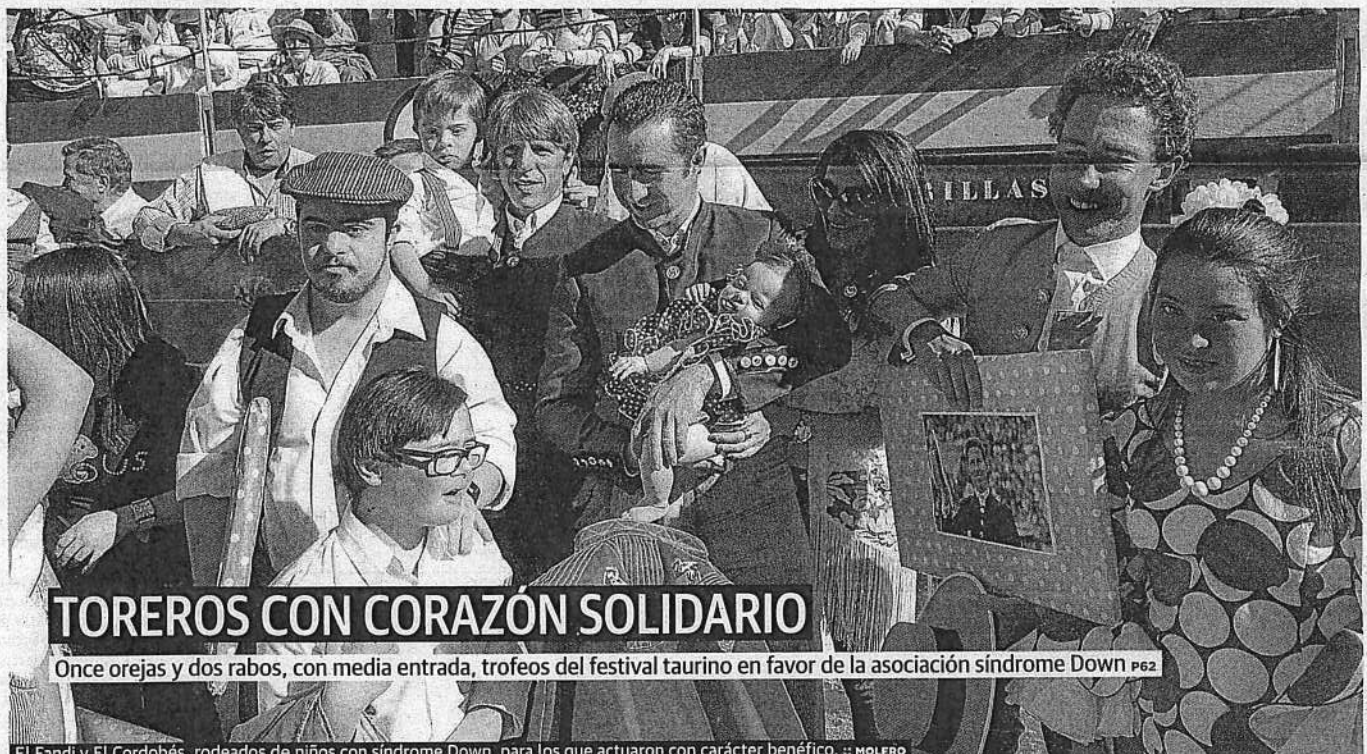 ILLAS
SUS
TOREROS CON CORAZÓN SOLIDARIO
Once orejas y dos rabos, con media entrada, trofeos del festival taurino en favor de la asociación síndrome Down P62
El Fandi y El Cordobés, rodeados de niños con síndrome Down, para los que actuaron con carácter benéfico. :: MOLERO